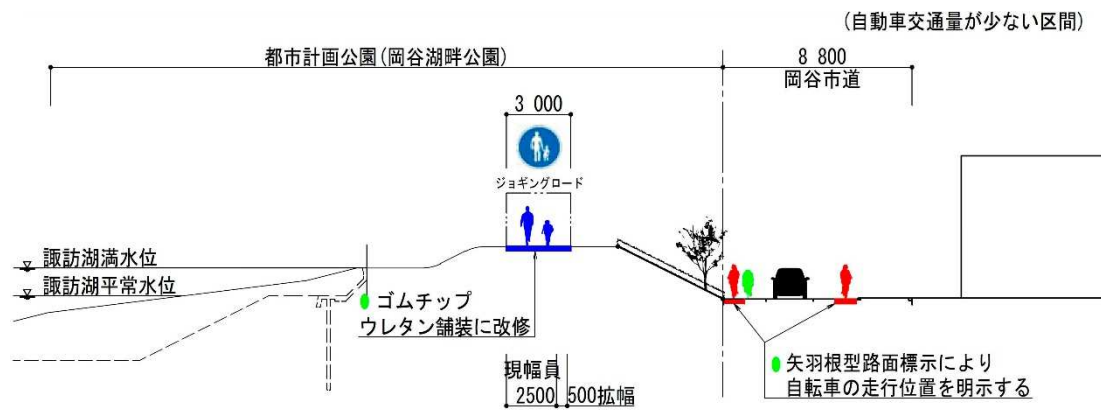 (自動車交通量が少ない区間)
都市計画公園(岡谷湖畔公園)
8 800
岡谷市道
3 000
ジョギングロード
諏訪湖満水位
諏訪湖平常水位
ゴムチップ
ウレタン舗装に改修
現幅員
2500
500拡幅
矢羽根型路面標示により
自転車の走行位置を明示する